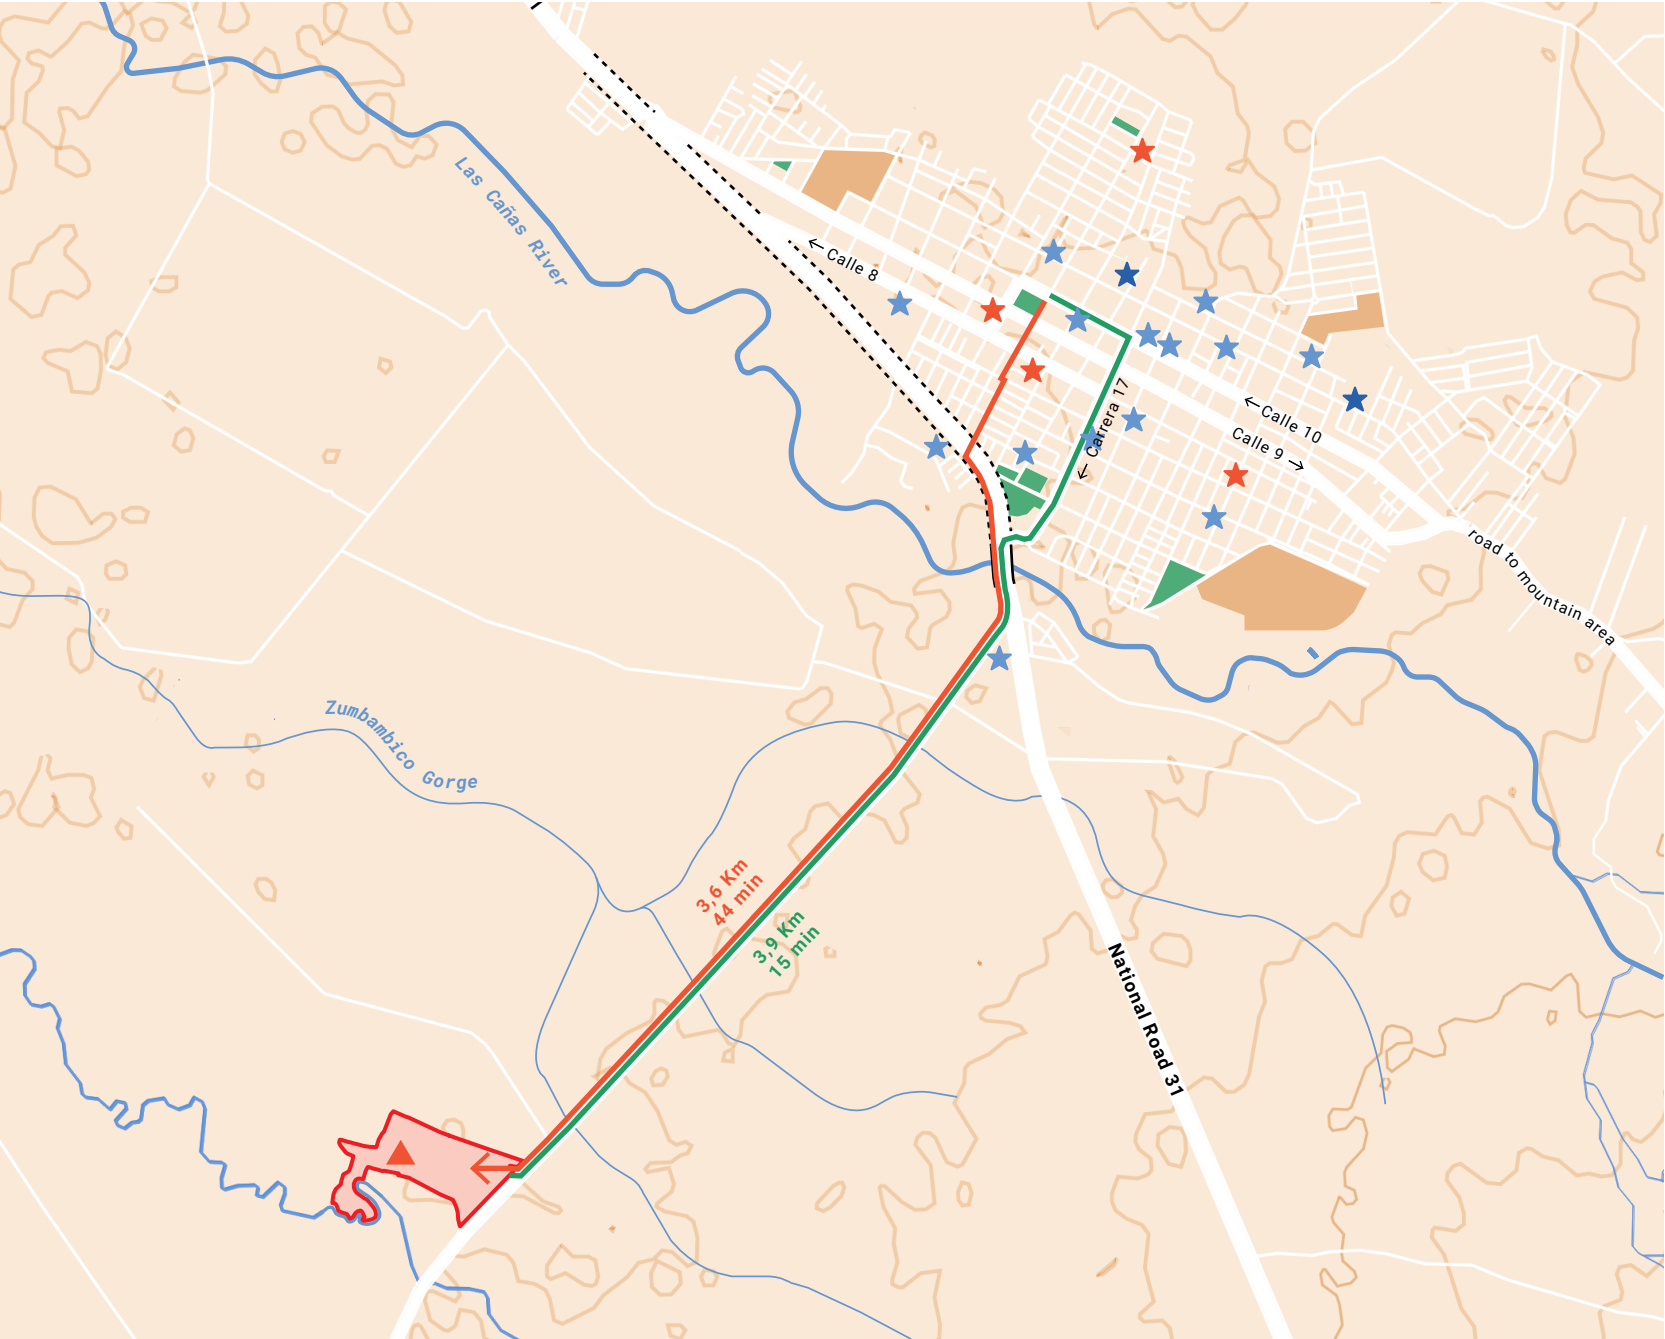 Las Cañas River
← Calle 8
← Carrera 17
← Calle 10
Calle 9 →
road to mountain area
Zumbambico Gorge
3,6 Km
44 min
3,9 Km
15 min
National Road 31